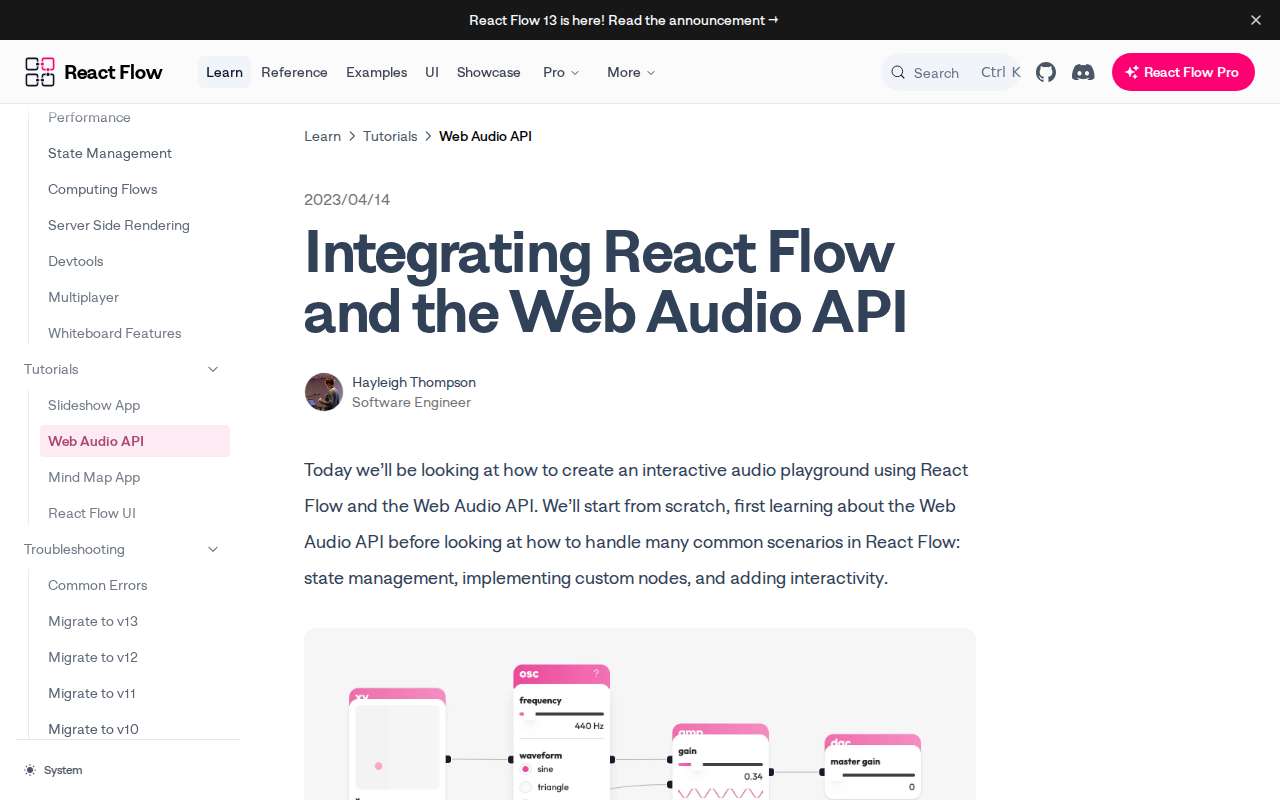 React Flow 13 is here! Read the announcement →
React Flow
Learn
Reference
Examples
UI
Showcase
Pro
More
Search
Ctrl K
React Flow Pro
Performance
State Management
Computing Flows
Server Side Rendering
Devtools
Multiplayer
Whiteboard Features
Tutorials
Slideshow App
Web Audio API
Mind Map App
React Flow UI
Troubleshooting
Common Errors
Migrate to v13
Migrate to v12
Migrate to v11
Migrate to v10
System
Learn > Tutorials > Web Audio API
2023/04/14
Integrating React Flow
and the Web Audio API
Hayleigh Thompson
Software Engineer
Today we’ll be looking at how to create an interactive audio playground using React
Flow and the Web Audio API. We’ll start from scratch, first learning about the Web
Audio API before looking at how to handle many common scenarios in React Flow:
state management, implementing custom nodes, and adding interactivity.
xy
osc ?
frequency
440 Hz
waveform
sine
triangle
amp
gain
0.34
dac
master gain
0